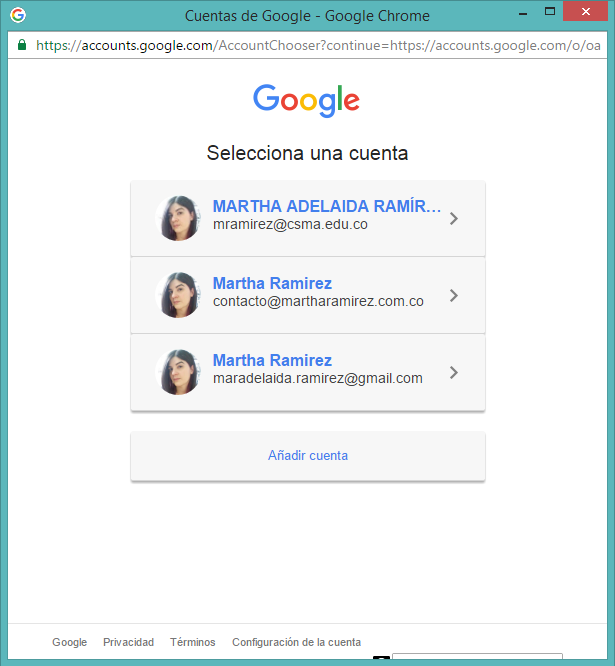 Cuentas de Google - Google Chrome
https://accounts.google.com/AccountChooser?continue=https://accounts.google.com/o/oa
Google
Selecciona una cuenta
MARTHA ADELAIDA RAMÍR...
mramirez@csma.edu.co
Martha Ramirez
contacto@martharamirez.com.co
Martha Ramirez
maradelaida.ramirez@gmail.com
Añadir cuenta
Google Privacidad Términos Configuración de la cuenta